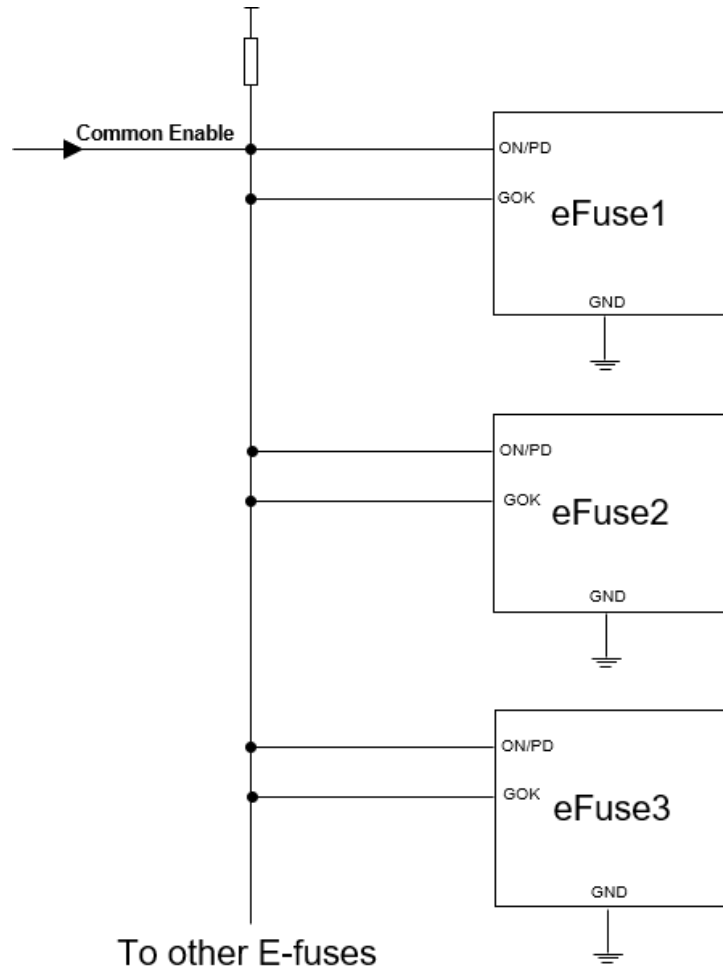 Common Enable
ON/PD
GOK
eFuse1
GND
ON/PD
GOK
eFuse2
GND
ON/PD
GOK
eFuse3
GND
To other E-fuses